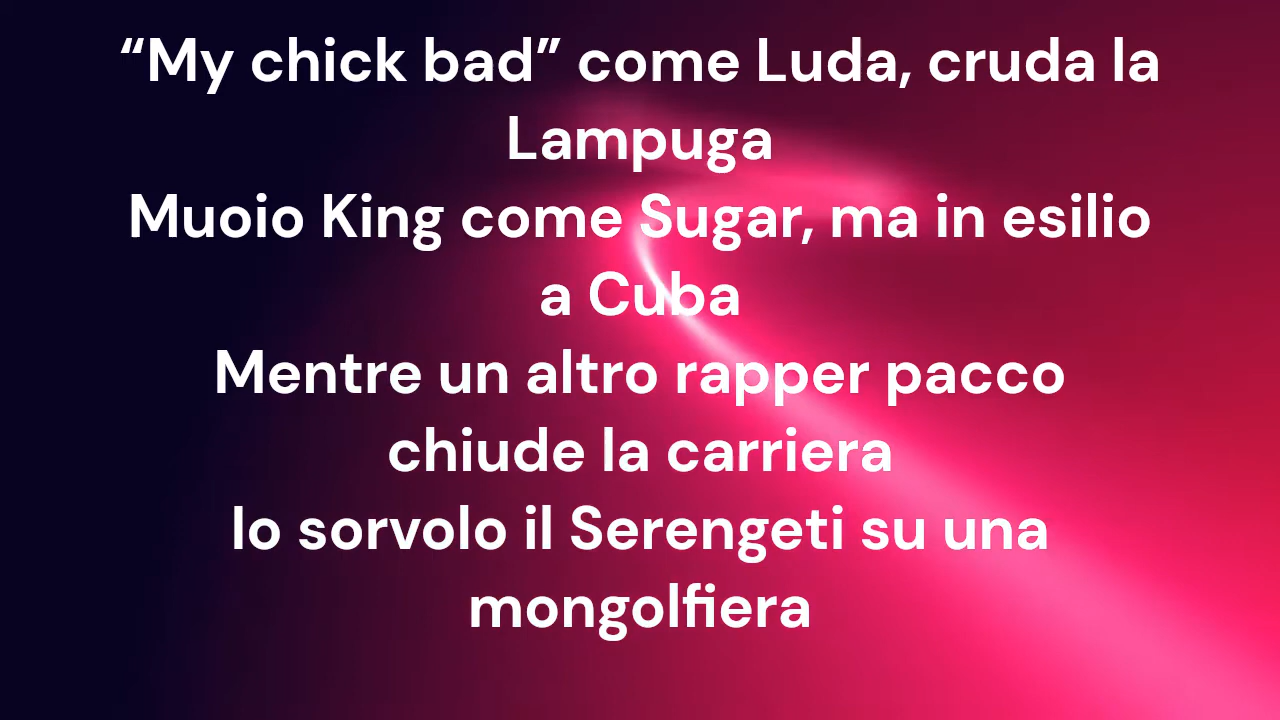 “My chick bad” come Luda, cruda la
Lampuga
Muoio King come Sugar, ma in esilio
a Cuba
Mentre un altro rapper pacco
chiude la carriera
Io sorvolo il Serengeti su una
mongolfiera